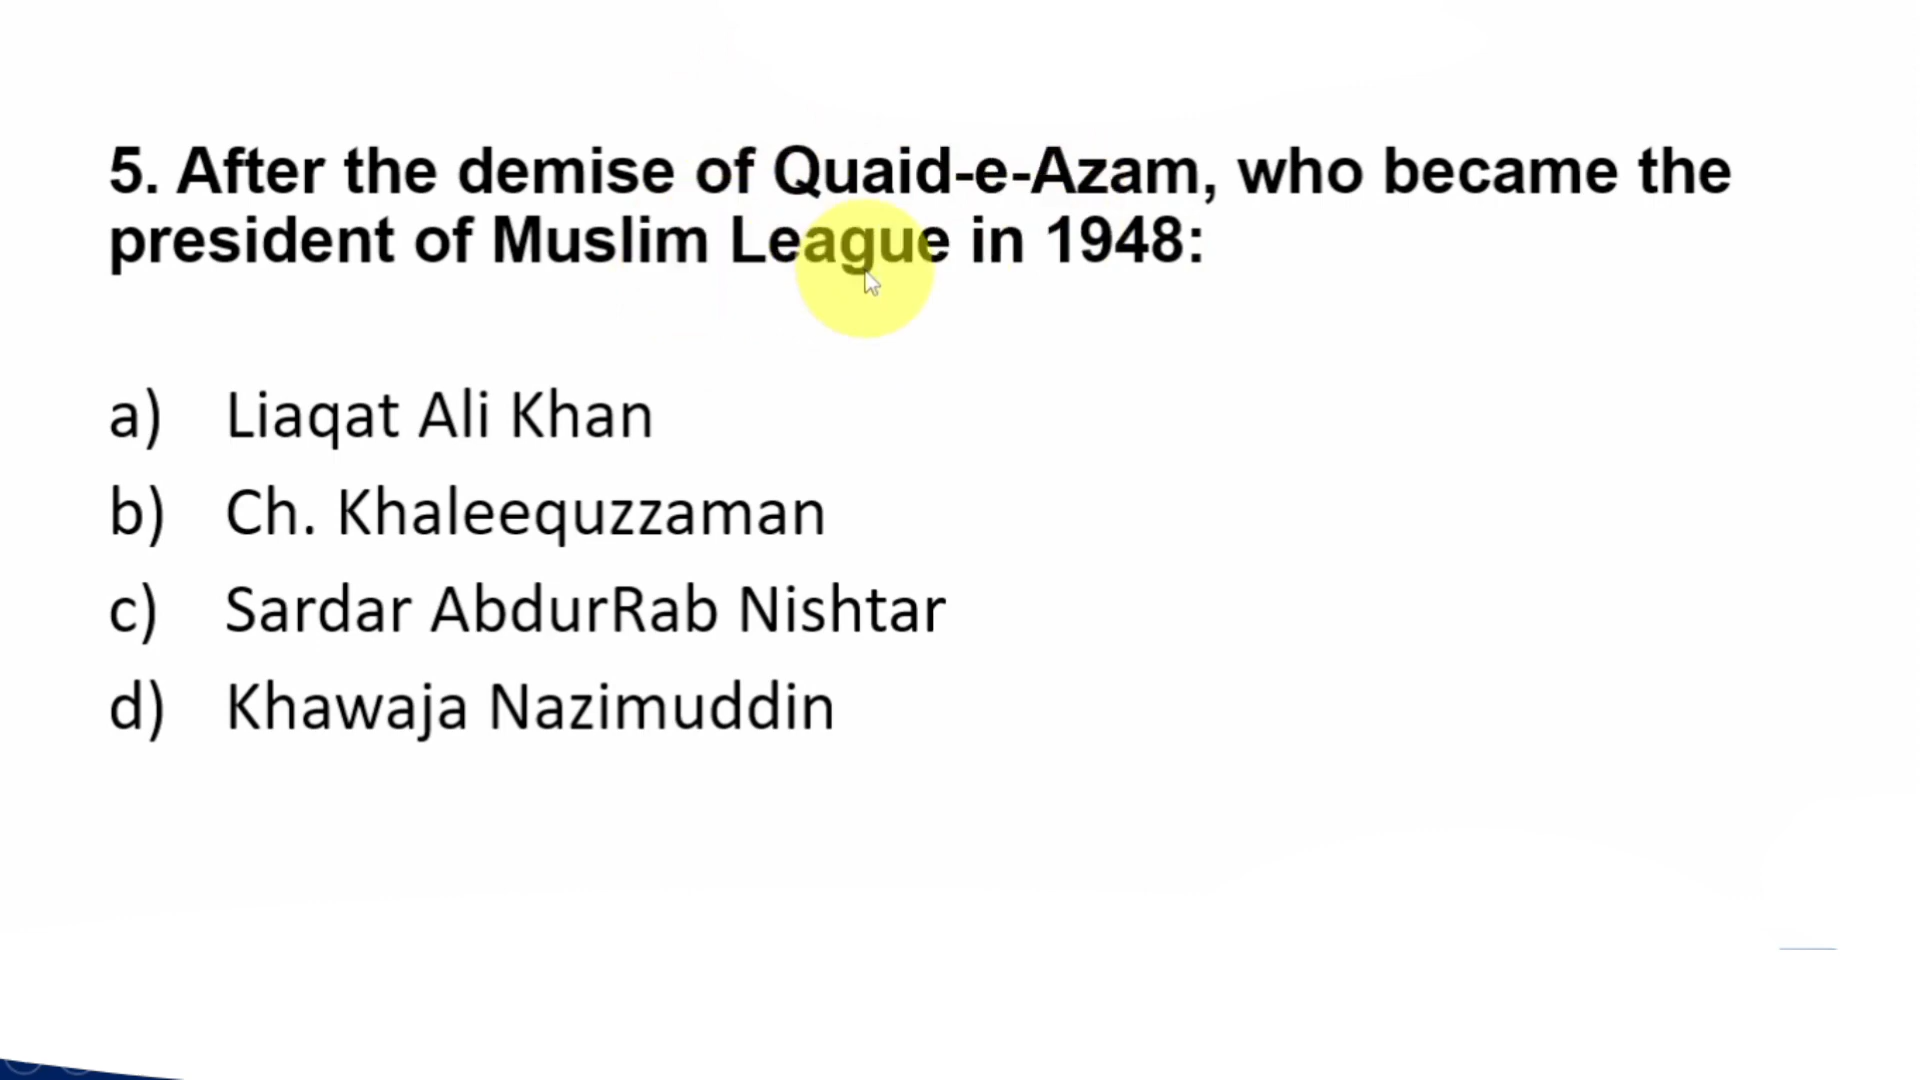 5. After the demise of Quaid-e-Azam, who became the
president of Muslim League in 1948:
a) Liaqat Ali Khan
b) Ch. Khaleequzzaman
c) Sardar AbdurRab Nishtar
d) Khawaja Nazimuddin